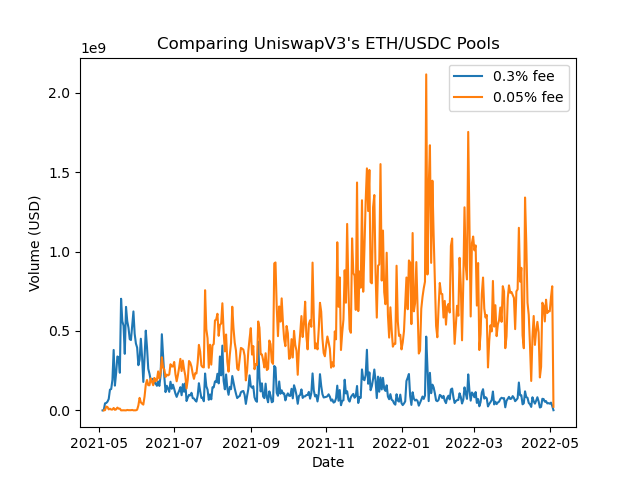 Comparing UniswapV3's ETH/USDC Pools
1e9
0.3% fee
0.05% fee
2.0
1.5
1.0
0.5
0.0
Volume (USD)
2021-05 2021-07 2021-09 2021-11 2022-01 2022-03 2022-05
Date